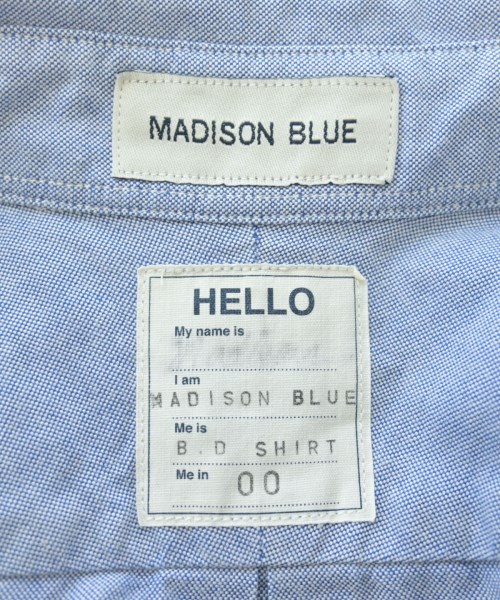 MADISON BLUE
HELLO
My name is
I am
MADISON BLUE
Me is
B.D SHIRT
Me in
00